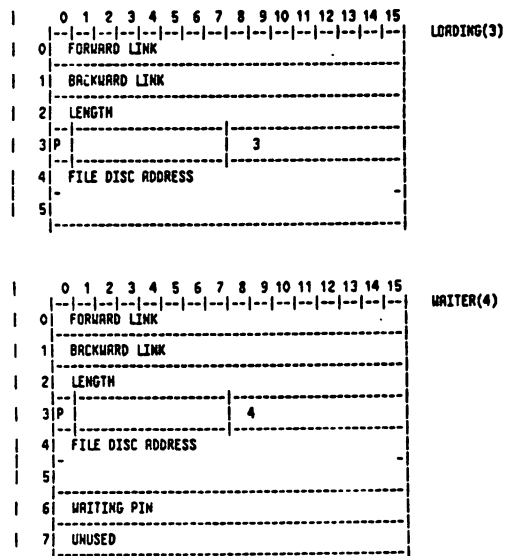 0 1 2 3 4 5 6 7 8 9 10 11 12 13 14 15
LOADING(3)
0 FORWARD LINK
1 BACKWARD LINK
2 LENGTH
3 P 3
4 FILE DISC ADDRESS
5
0 1 2 3 4 5 6 7 8 9 10 11 12 13 14 15
WAITER(4)
0 FORWARD LINK
1 BACKWARD LINK
2 LENGTH
3 P 4
4 FILE DISC ADDRESS
5
6 WAITING PIN
7 UNUSED